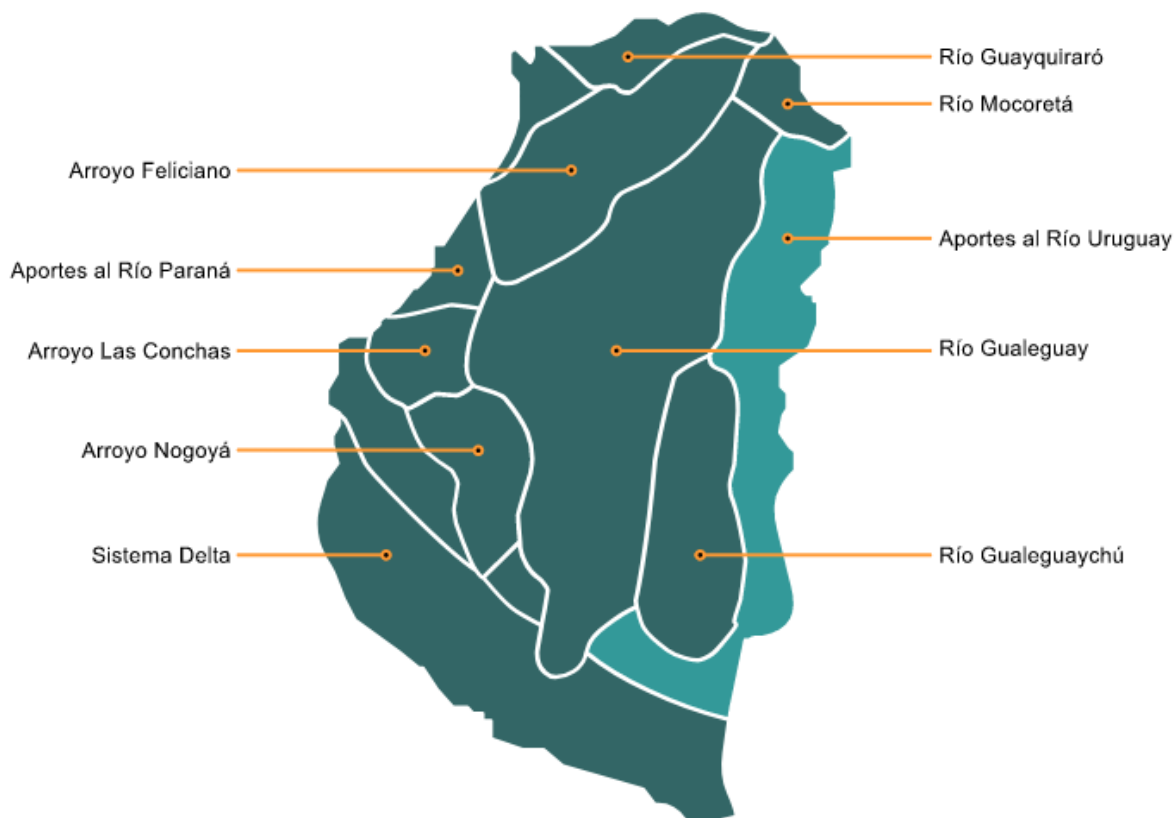 Río Guayquiraró
Río Mocoretá
Arroyo Feliciano
Aportes al Río Uruguay
Aportes al Río Paraná
Arroyo Las Conchas
Río Gualeguay
Arroyo Nogoyá
Sistema Delta
Río Gualeguaychú